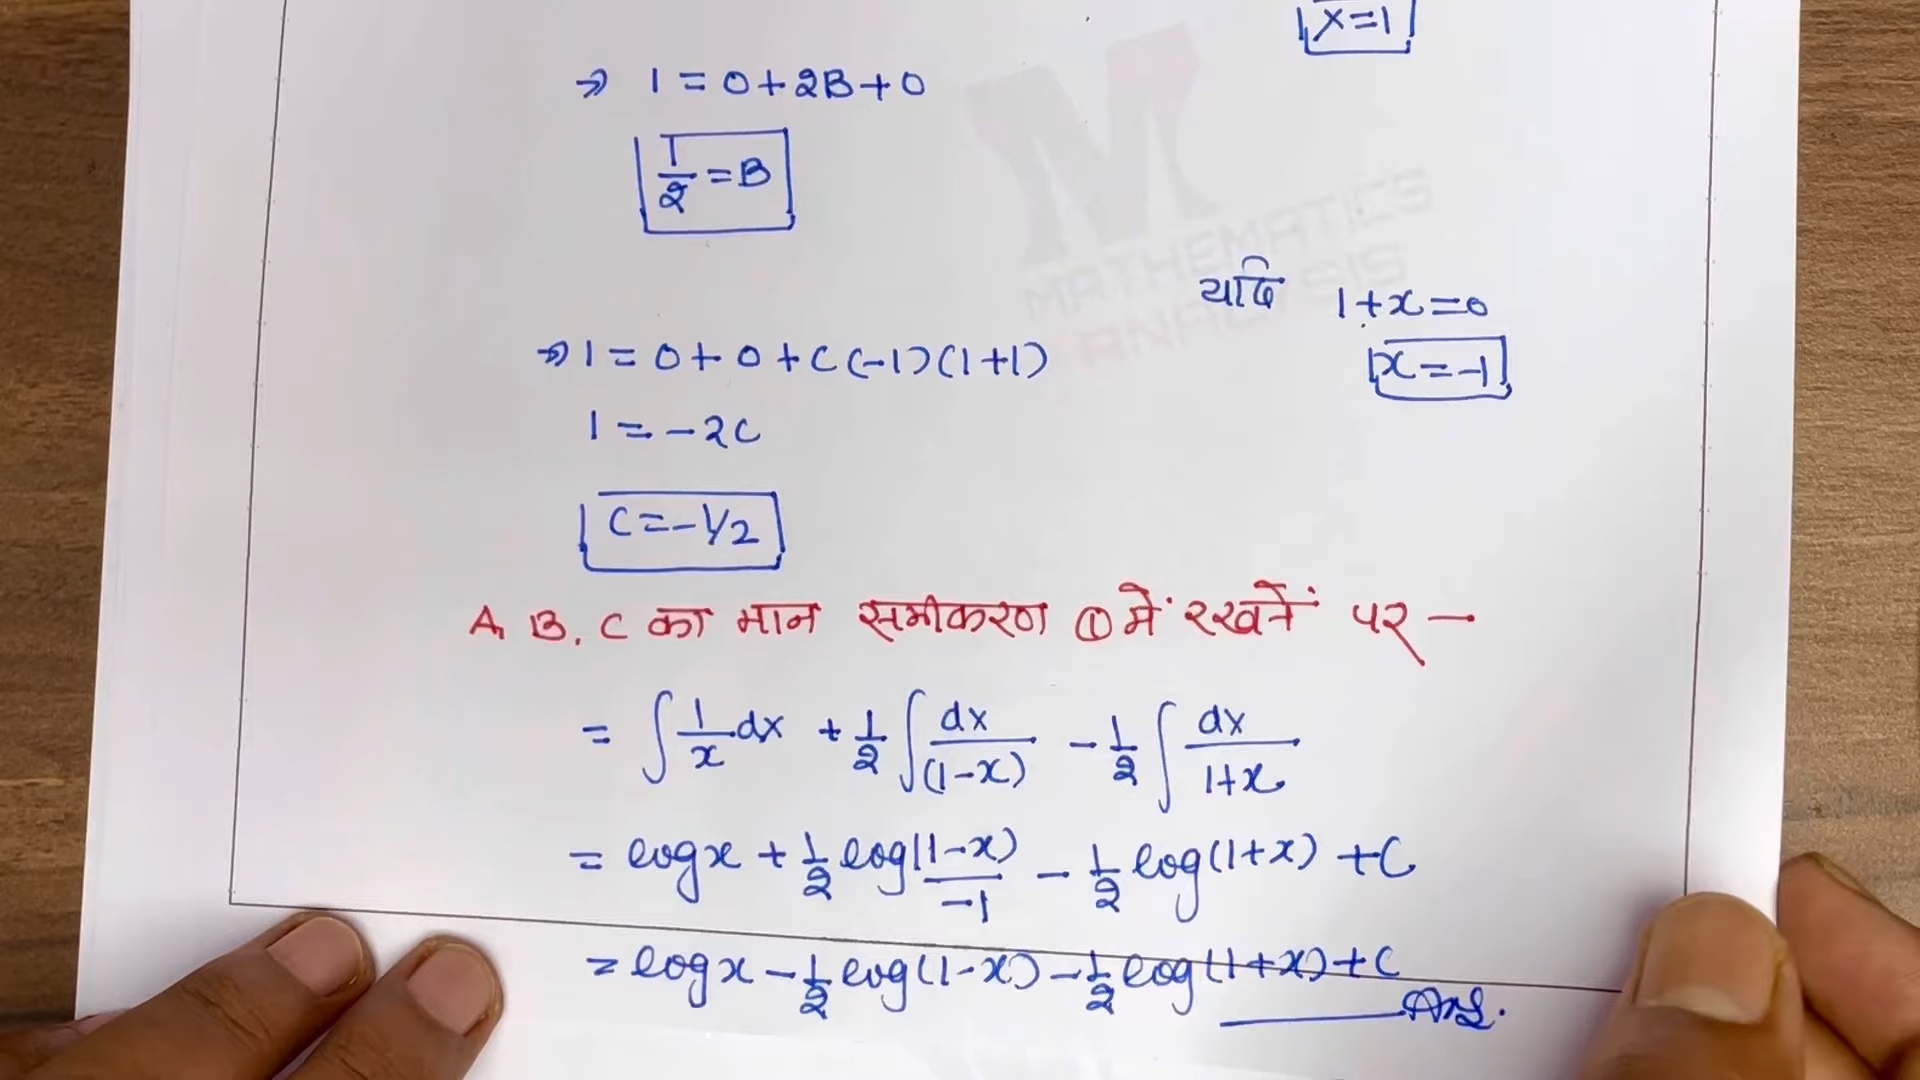 x=1
⇒ 1 = 0+2B+0
1/2 = B
MATHEMATICS
ANALYSIS
यदि 1+x=0
x=-1
⇒ 1 = 0+0+C(-1)(1+1)
1 = -2C
C = -1/2
A, B, C का मान समीकरण ① में रखनें पर —
= ∫ 1/x dx + 1/2 ∫ dx/(1-x) - 1/2 ∫ dx/1+x
= log x + 1/2 log(1-x)/-1 - 1/2 log(1+x) + C
= log x - 1/2 log(1-x) - 1/2 log(1+x) + C
Ans.